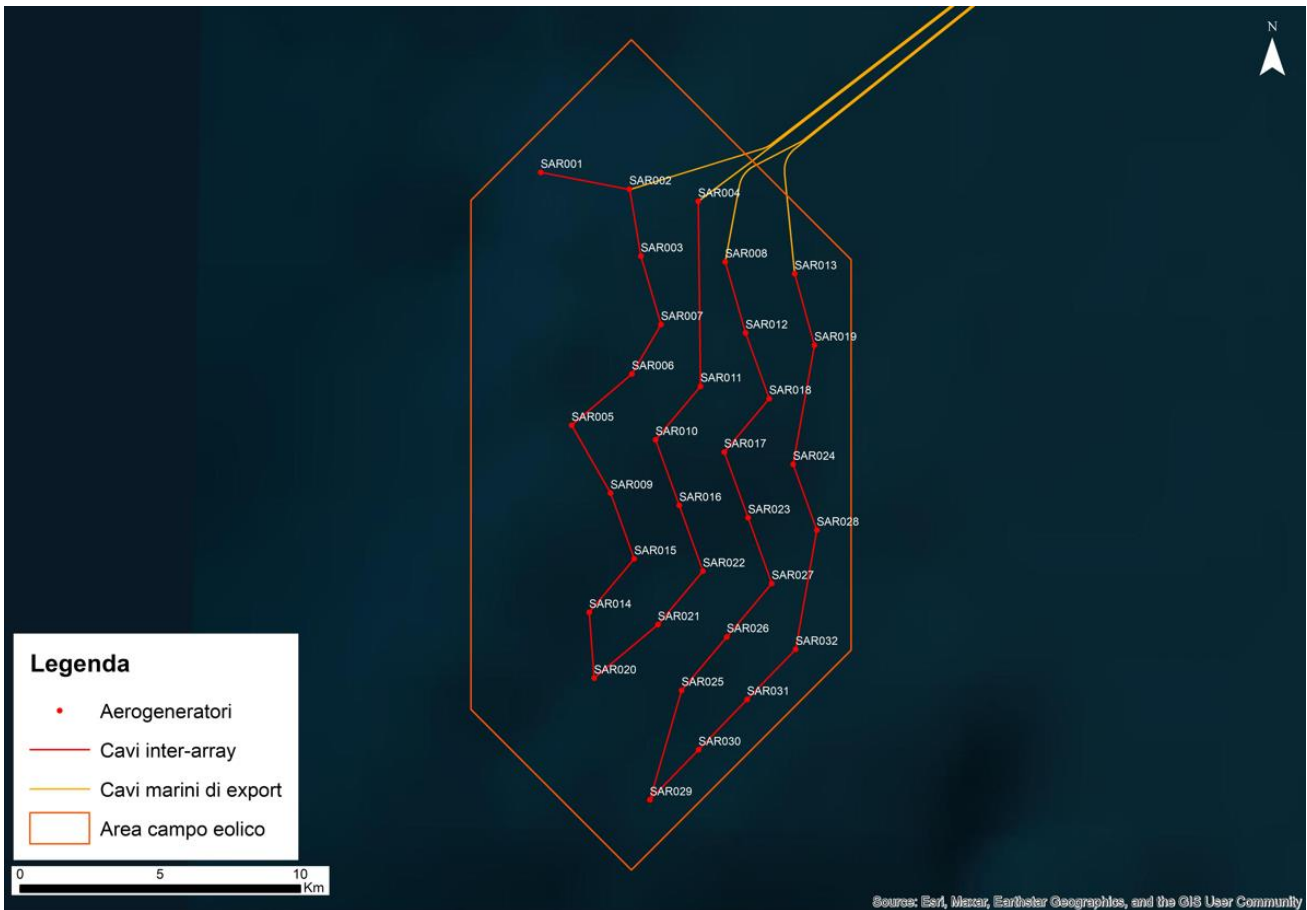 N
SAR001
SAR002
SAR004
SAR003
SAR008
SAR013
SAR007
SAR012
SAR019
SAR006
SAR011
SAR018
SAR005
SAR010
SAR017
SAR024
SAR009
SAR016
SAR023
SAR028
SAR015
SAR022
SAR027
SAR014
SAR021
SAR026
SAR032
SAR020
SAR025
SAR031
SAR030
SAR029
Legenda
Aerogeneratori
Cavi inter-array
Cavi marini di export
Area campo eolico
0 5 10
Km
Source: Esri, Maxar, Earthstar Geographics, and the GIS User Community